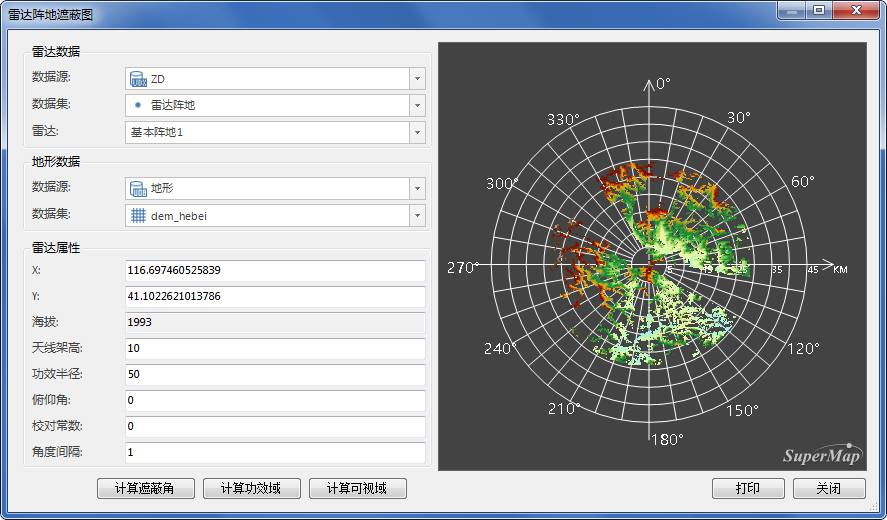 雷达阵地遮蔽图
雷达数据
数据源: ZD
数据集: 雷达阵地
雷达: 基本阵地1
地形数据
数据源: 地形
数据集: dem_hebei
雷达属性
X: 116.697460525839
Y: 41.1022621013786
海拔: 1993
天线架高: 10
功效半径: 50
俯仰角: 0
校对常数: 0
角度间隔: 1
计算遮蔽角 计算功效域 计算可视域
0°
330° 30°
300° 60°
270° 5 15 25 35 45 KM
240° 120°
210° 150°
180°
SuperMap
打印 关闭